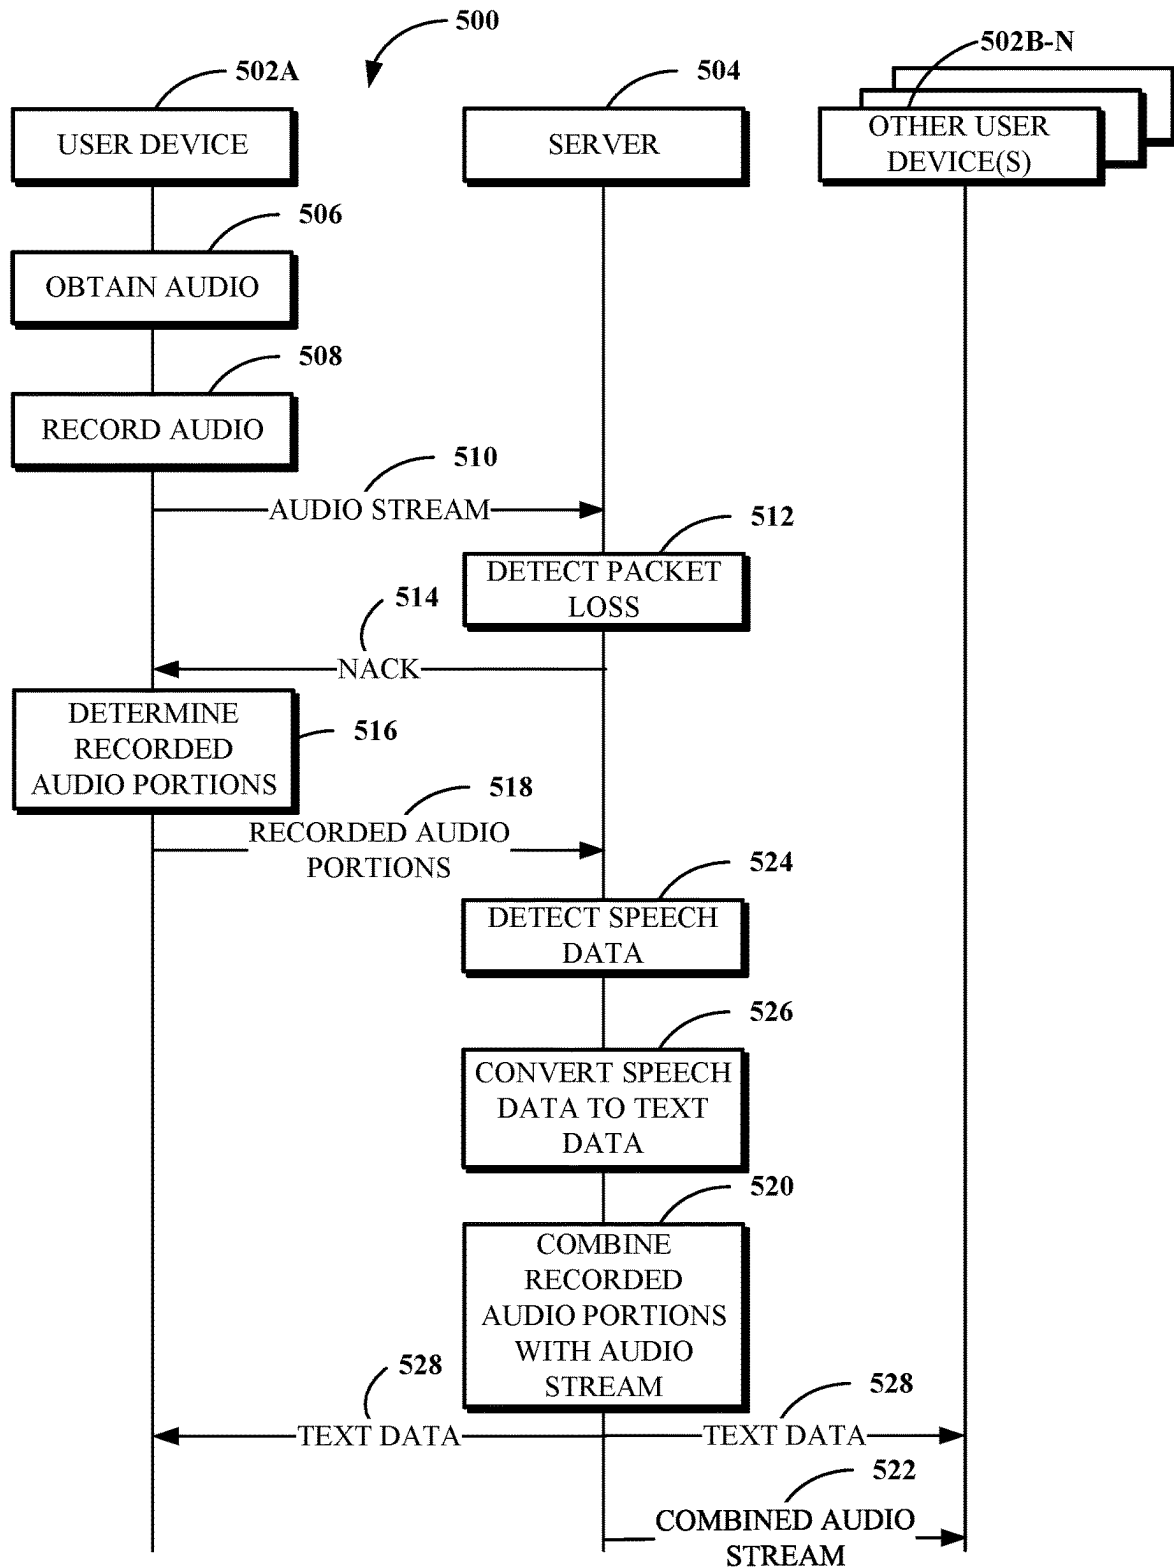 500
502A
504
502B-N
USER DEVICE
SERVER
OTHER USER
DEVICE(S)
506
OBTAIN AUDIO
508
RECORD AUDIO
510
AUDIO STREAM
512
DETECT PACKET
LOSS
514
NACK
DETERMINE
RECORDED
AUDIO PORTIONS
516
518
RECORDED AUDIO
PORTIONS
524
DETECT SPEECH
DATA
526
CONVERT SPEECH
DATA TO TEXT
DATA
520
COMBINE
RECORDED
AUDIO PORTIONS
WITH AUDIO
STREAM
528
TEXT DATA
528
TEXT DATA
522
COMBINED AUDIO
STREAM